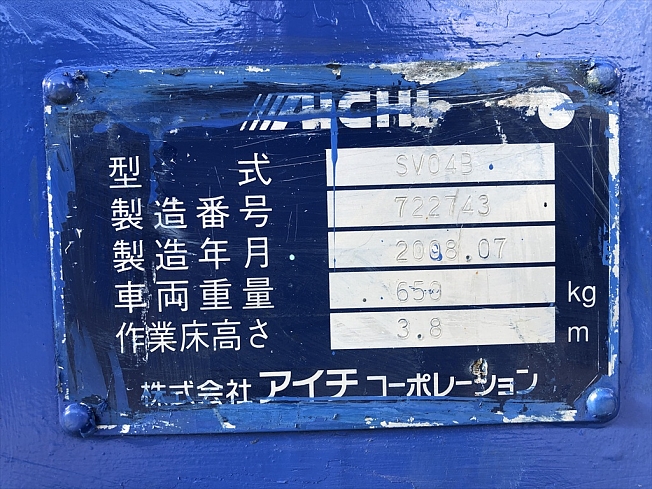 AICHI
型式 SV04B
製造番号 722743
製造年月 2008.07
車両重量 650 kg
作業床高さ 3.8 m
株式会社 アイチ コーポレーション